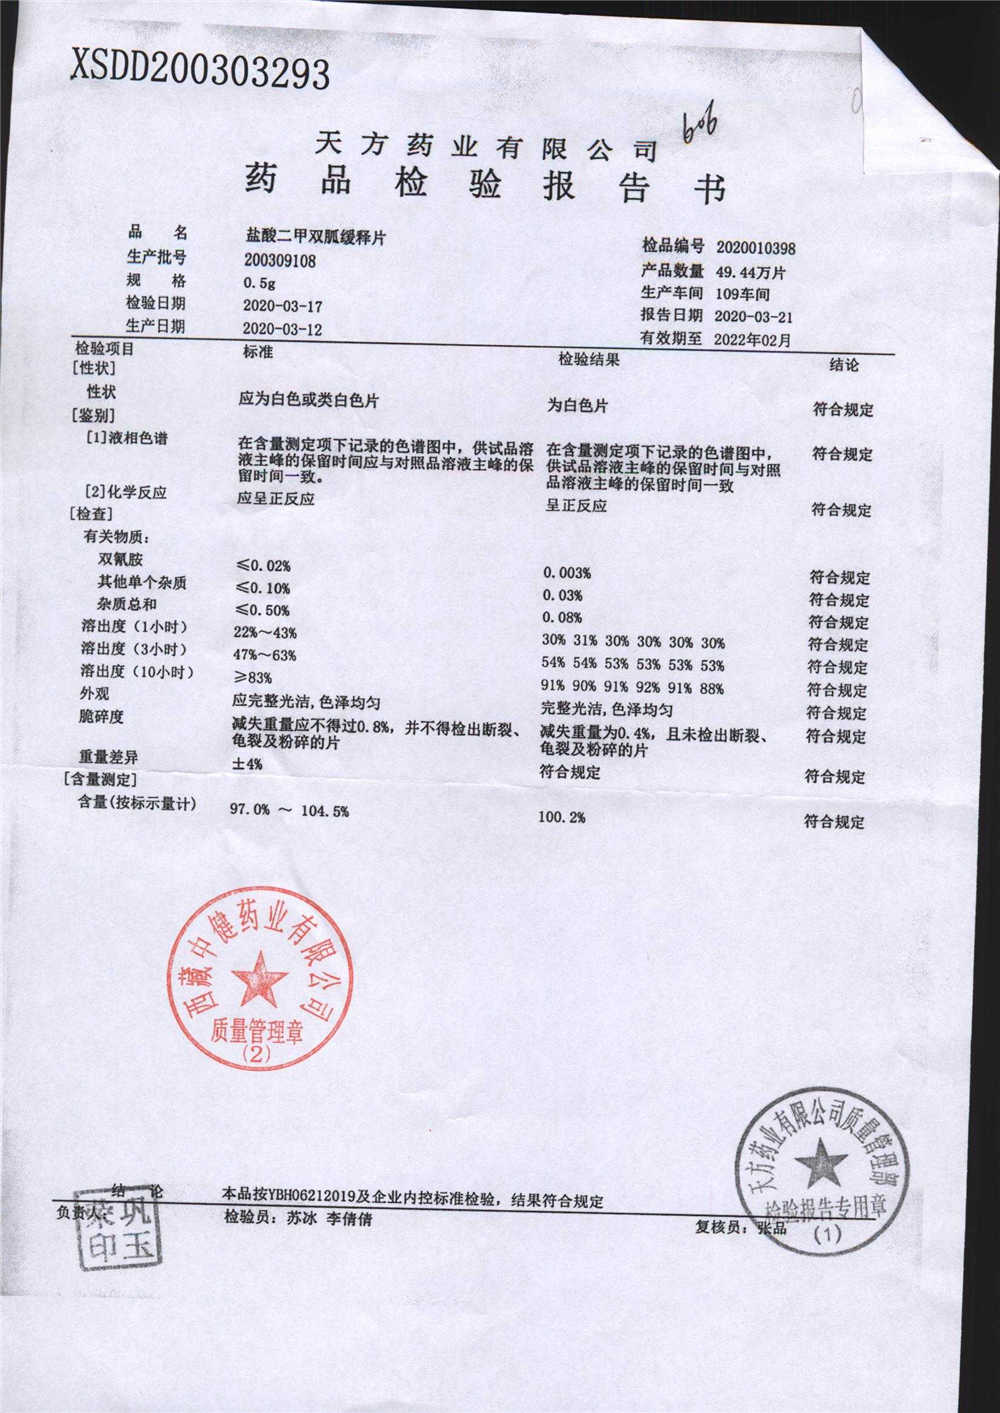 XSDD200303293
606
天方药业有限公司
药品检验报告书
品 名 盐酸二甲双胍缓释片 检品编号 2020010398
生产批号 200309108 产品数量 49.44万片
规 格 0.5g 生产车间 109车间
检验日期 2020-03-17 报告日期 2020-03-21
生产日期 2020-03-12 有效期至 2022年02月
检验项目 标准 检验结果 结论
[性状]
性状 应为白色或类白色片 为白色片 符合规定
[鉴别]
[1]液相色谱 在含量测定项下记录的色谱图中，供试品溶 在含量测定项下记录的色谱图中， 符合规定
液主峰的保留时间应与对照品溶液主峰的保 供试品溶液主峰的保留时间与对照
留时间一致。 品溶液主峰的保留时间一致
[2]化学反应 应呈正反应 呈正反应 符合规定
[检查]
有关物质：
双氰胺 ≤0.02% 0.003% 符合规定
其他单个杂质 ≤0.10% 0.03% 符合规定
杂质总和 ≤0.50% 0.08% 符合规定
溶出度（1小时） 22%～43% 30% 31% 30% 30% 30% 30% 符合规定
溶出度（3小时） 47%～63% 54% 54% 53% 53% 53% 53% 符合规定
溶出度（10小时） ≥83% 91% 90% 91% 92% 91% 88% 符合规定
外观 应完整光洁,色泽均匀 完整光洁,色泽均匀 符合规定
脆碎度 减失重量应不得过0.8%，并不得检出断裂、 减失重量为0.4%，且未检出断裂、 符合规定
龟裂及粉碎的片 龟裂及粉碎的片
重量差异 ±4% 符合规定 符合规定
[含量测定]
含量(按标示量计) 97.0% ～ 104.5% 100.2% 符合规定
西藏中健药业有限公司
质量管理章
(2)
天方药业有限公司质量管理部
检验报告专用章
(1)
结 论 本品按YBH06212019及企业内控标准检验，结果符合规定
负责人： 检验员：苏冰 李倩倩 复核员：张品
巩玉
印